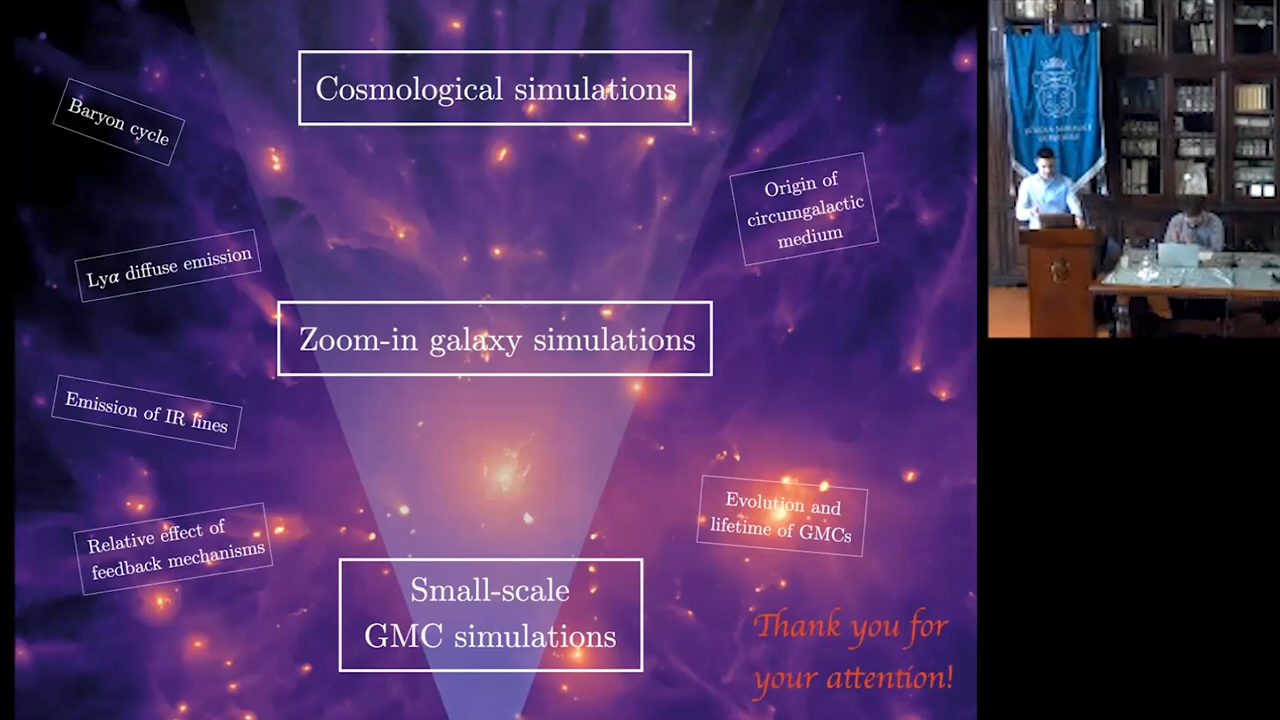 Cosmological simulations
Baryon cycle
Origin of
circumgalactic
medium
Lyα diffuse emission
Zoom-in galaxy simulations
Emission of IR lines
Evolution and
lifetime of GMCs
Relative effect of
feedback mechanisms
Small-scale
GMC simulations
Thank you for
your attention!